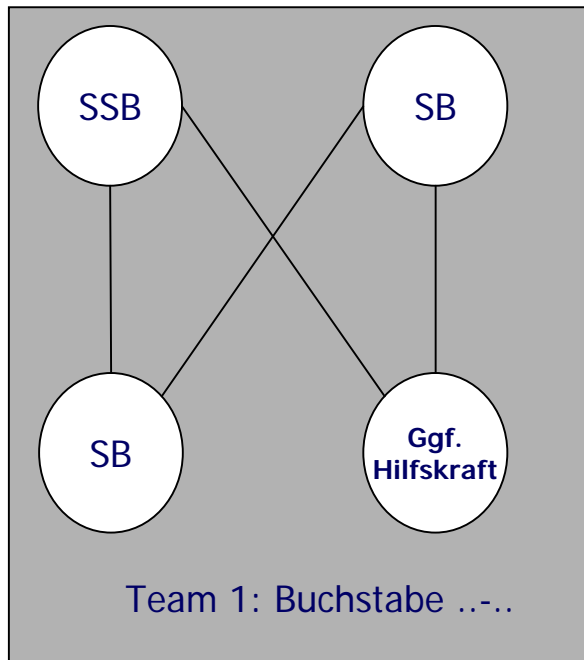 SSB
SB
SB
Ggf.
Hilfskraft
Team 1: Buchstabe ..-..